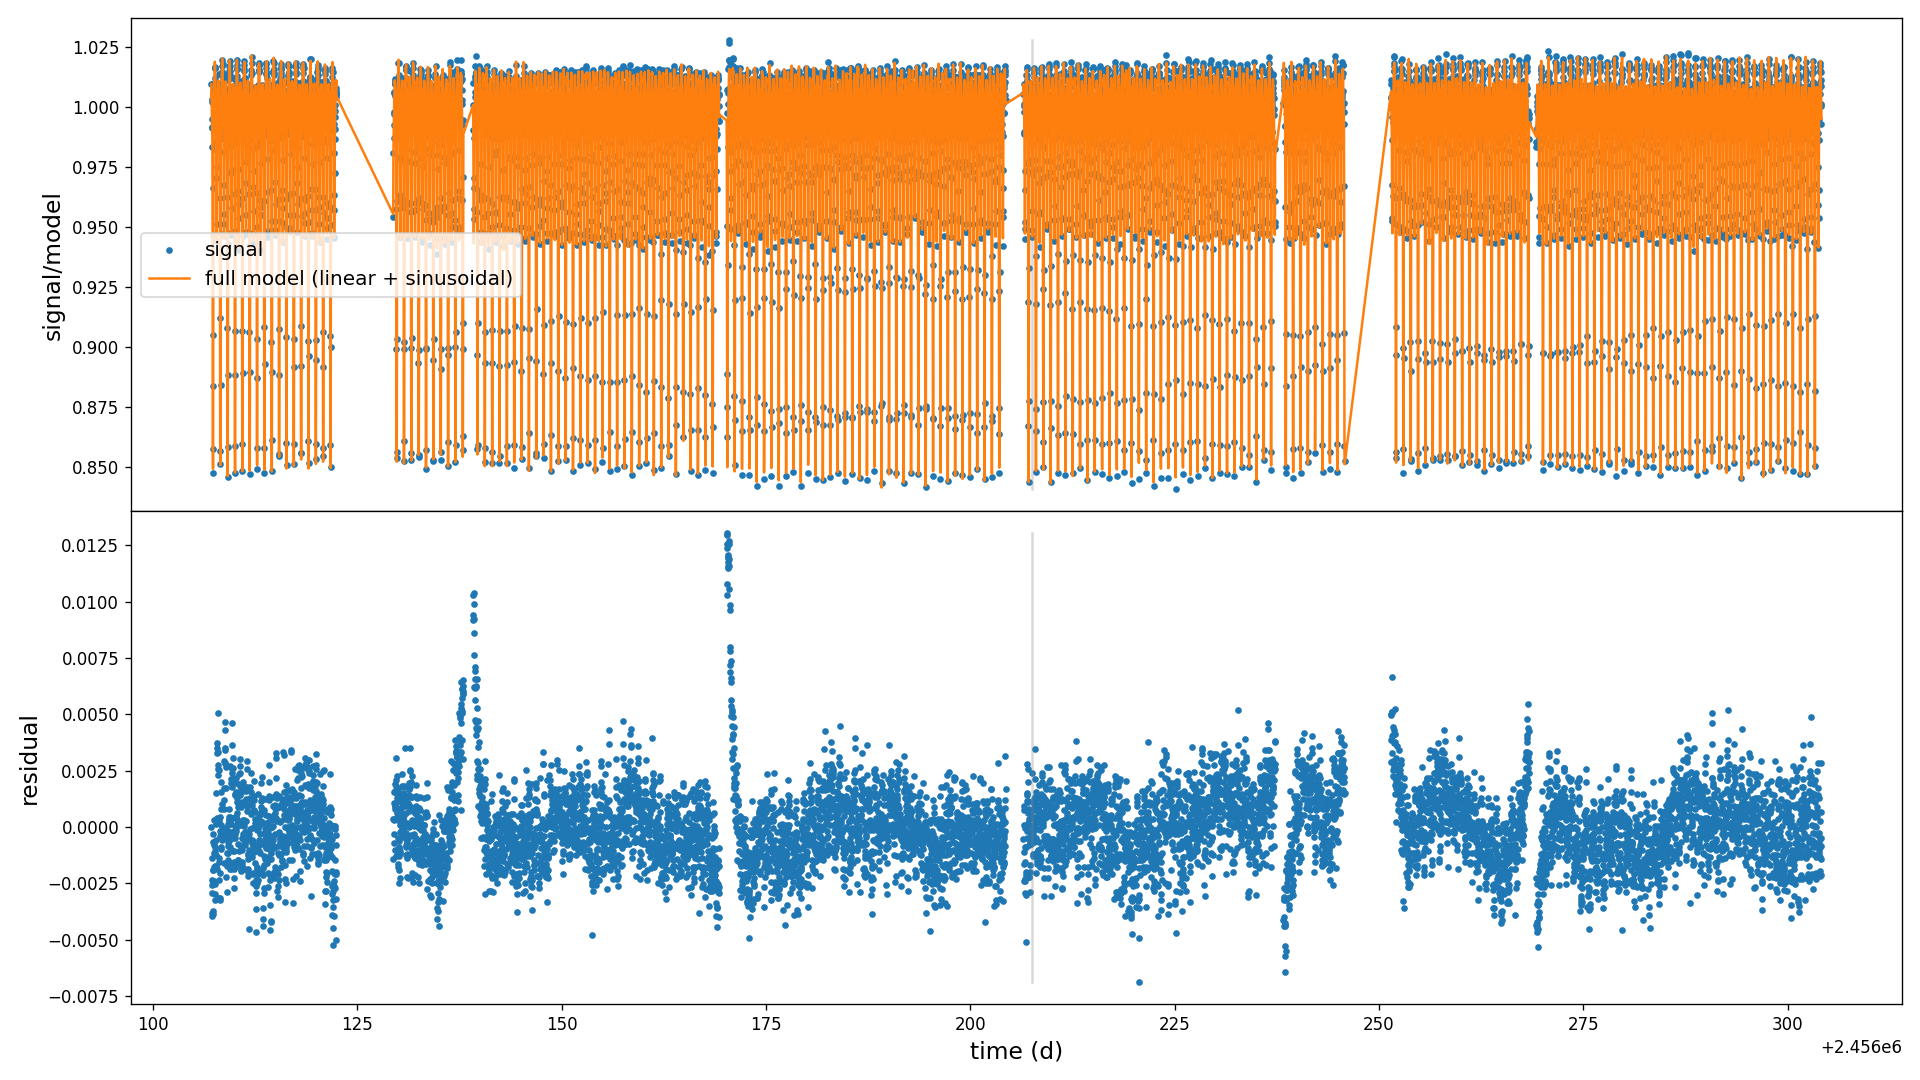 1.025
1.000
0.975
0.950
0.925
0.900
0.875
0.850
signal/model
signal
full model (linear + sinusoidal)
0.0125
0.0100
0.0075
0.0050
0.0025
0.0000
−0.0025
−0.0050
−0.0075
residual
100 125 150 175 200 225 250 275 300
time (d)
+2.456e6